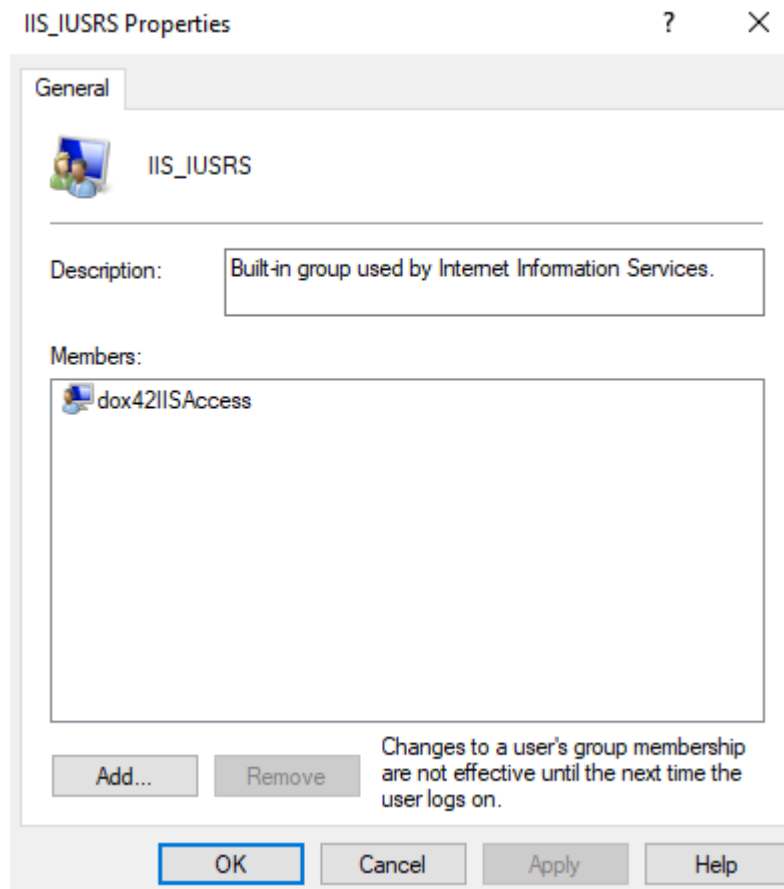 IIS_IUSRS Properties
?
General
IIS_IUSRS
Description:
Built-in group used by Internet Information Services.
Members:
dox42IISAccess
Add...
Remove
Changes to a user's group membership
are not effective until the next time the
user logs on.
OK
Cancel
Apply
Help